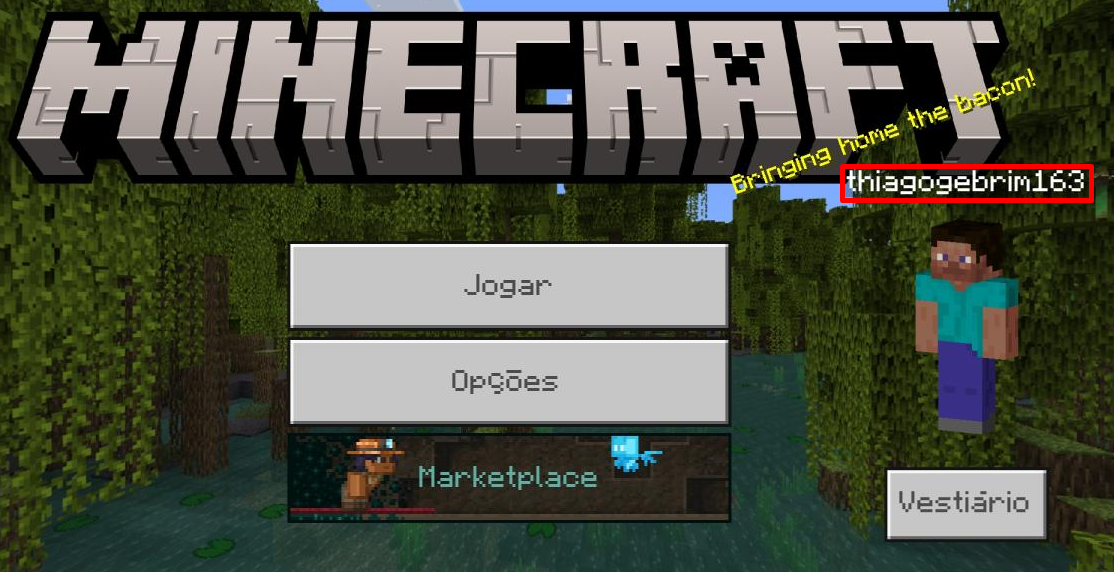 MINECRAFT
Bringing home the bacon!
thiagogebrim163
Jogar
Opções
Marketplace
Vestiário